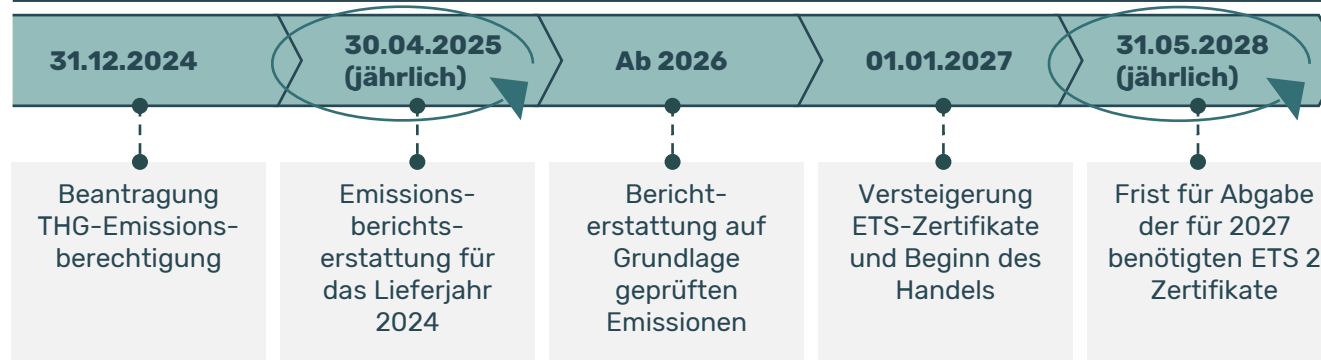 31.12.2024
30.04.2025
(jährlich)
Ab 2026
01.01.2027
31.05.2028
(jährlich)
Beantragung
THG-Emissions-
berechtigung
Emissions-
berichts-
erstattung für
das Lieferjahr
2024
Bericht-
erstattung auf
Grundlage
geprüften
Emissionen
Versteigerung
ETS-Zertifikate
und Beginn des
Handels
Frist für Abgabe
der für 2027
benötigten ETS 2
Zertifikate